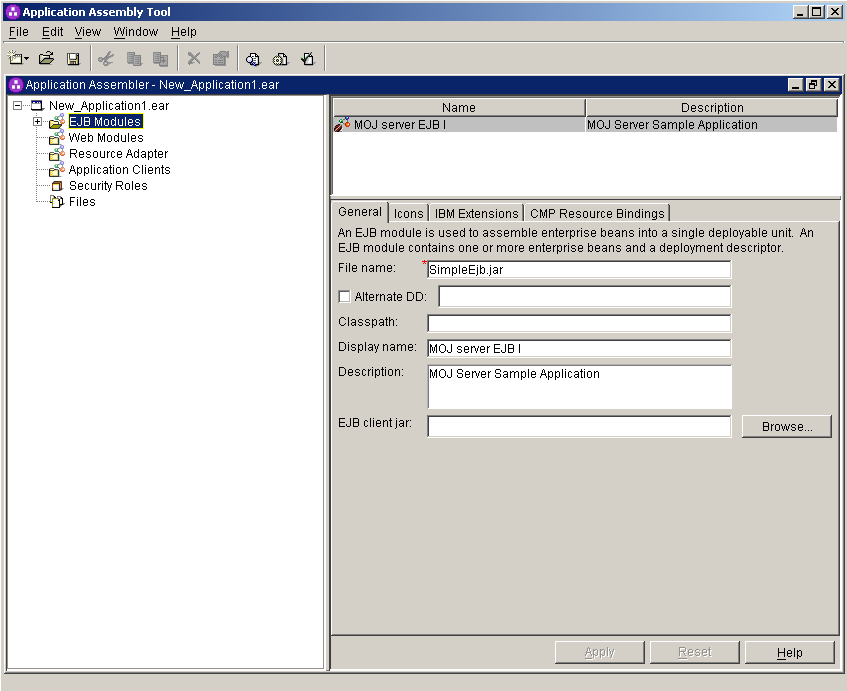 Application Assembly Tool
File Edit View Window Help
Application Assembler - New_Application1.ear
New_Application1.ear
EJB Modules
Web Modules
Resource Adapter
Application Clients
Security Roles
Files
Name Description
MOJ server EJB I MOJ Server Sample Application
General Icons IBM Extensions CMP Resource Bindings
An EJB module is used to assemble enterprise beans into a single deployable unit. An
EJB module contains one or more enterprise beans and a deployment descriptor.
File name: * SimpleEjb.jar
Alternate DD:
Classpath:
Display name: MOJ server EJB I
Description: MOJ Server Sample Application
EJB client jar: Browse...
Apply Reset Help